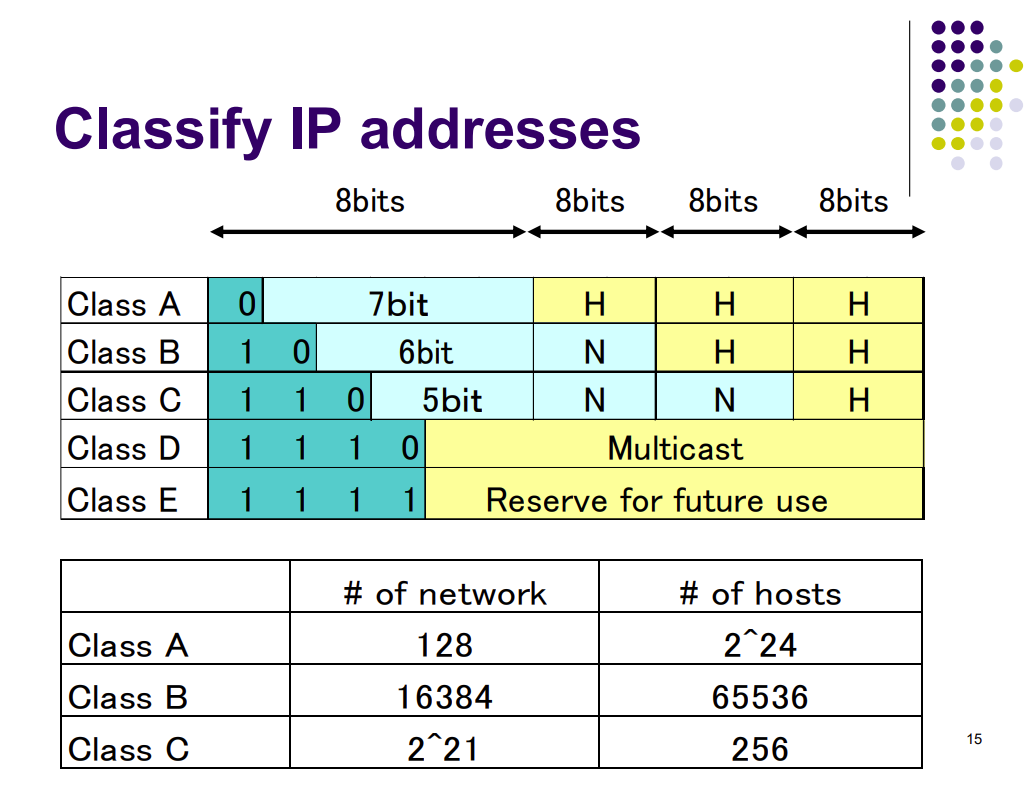 Classify IP addresses
8bits 8bits 8bits 8bits
Class A 0 7bit H H H
Class B 1 0 6bit N H H
Class C 1 1 0 5bit N N H
Class D 1 1 1 0 Multicast
Class E 1 1 1 1 Reserve for future use
# of network # of hosts
Class A 128 2^24
Class B 16384 65536
Class C 2^21 256
15